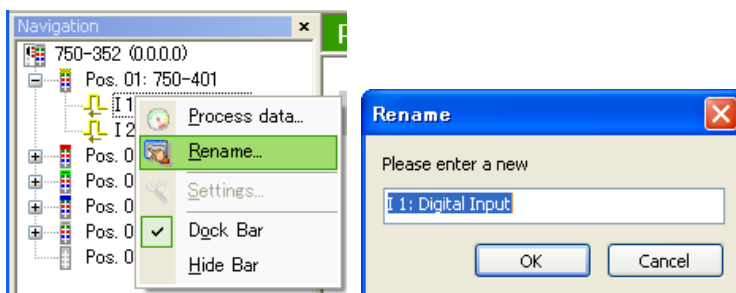 Navigation
750-352 (0.0.0.0)
Pos. 01: 750-401
I 1
I 2
Pos. 0
Pos. 0
Pos. 0
Pos. 0
Pos. 0
Process data...
Rename...
Settings...
Dock Bar
Hide Bar
Rename
Please enter a new
I 1: Digital Input
OK
Cancel